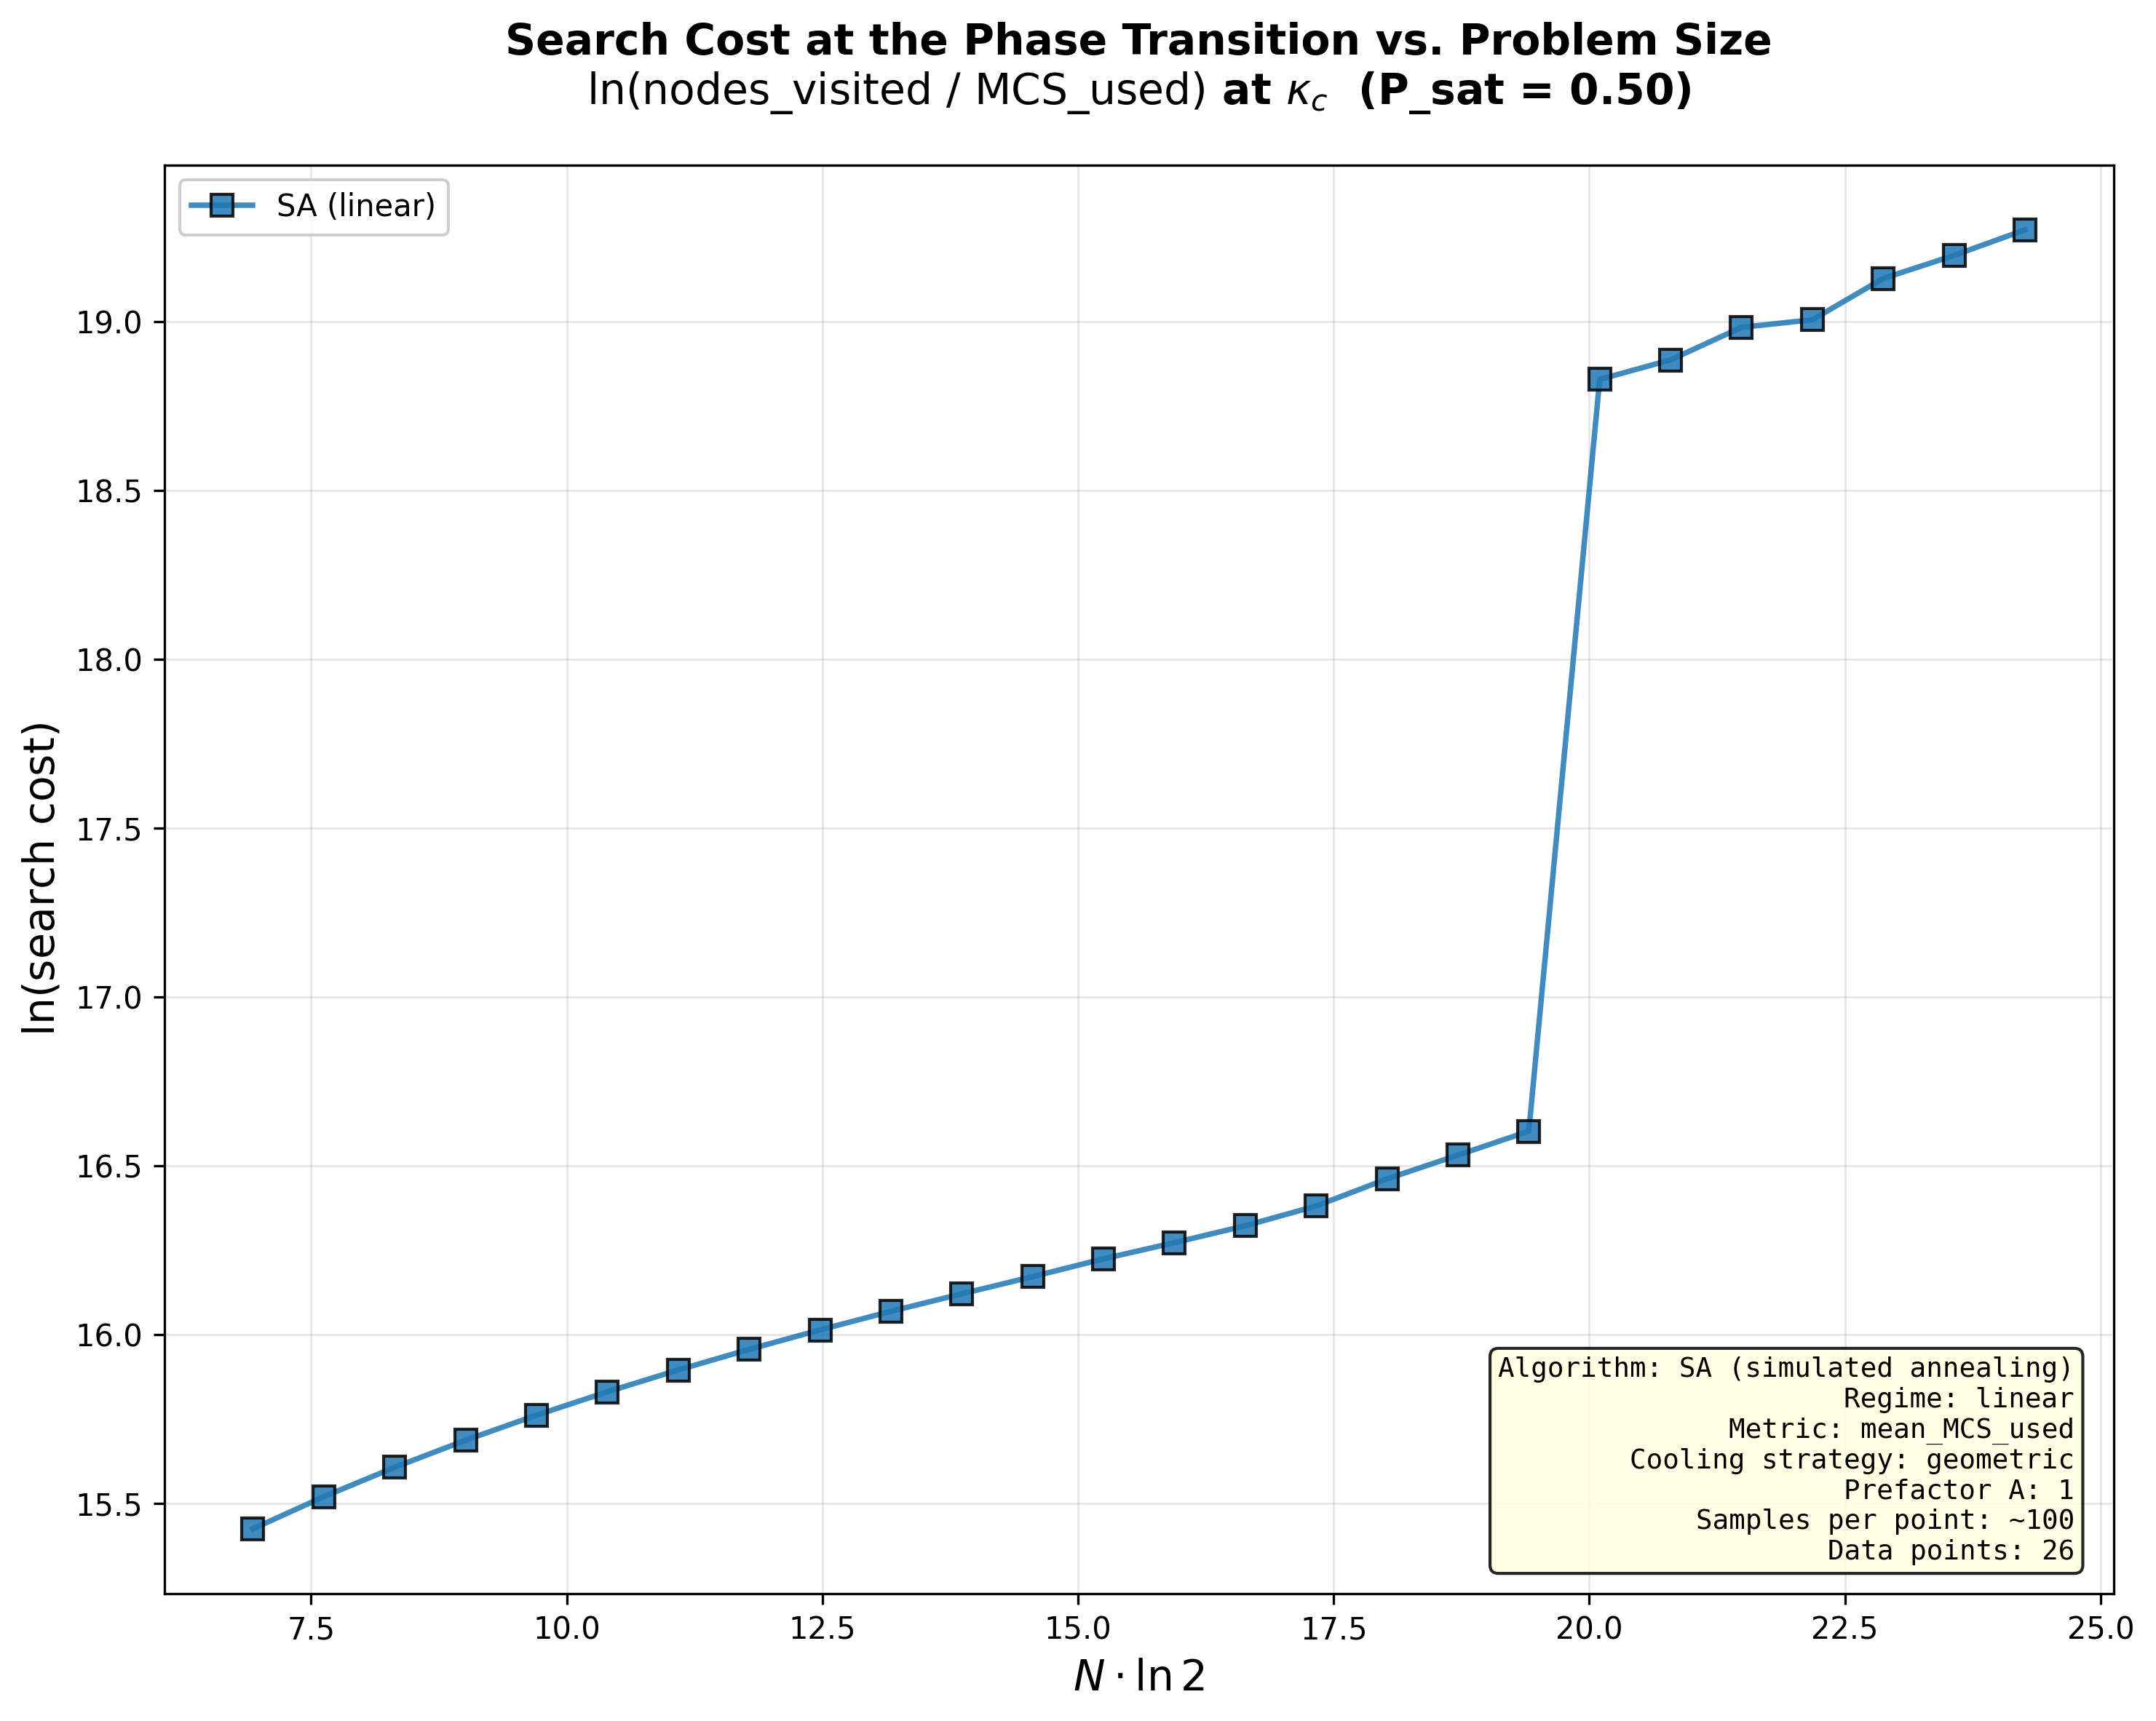 Search Cost at the Phase Transition vs. Problem Size
ln(nodes_visited / MCS_used) at κc (P_sat = 0.50)
SA (linear)
ln(search cost)
19.0
18.5
18.0
17.5
17.0
16.5
16.0
15.5
Algorithm: SA (simulated annealing)
Regime: linear
Metric: mean_MCS_used
Cooling strategy: geometric
Prefactor A: 1
Samples per point: ~100
Data points: 26
7.5 10.0 12.5 15.0 17.5 20.0 22.5 25.0
N · ln 2